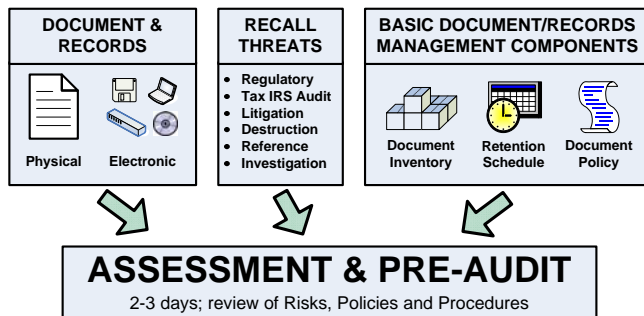 DOCUMENT &
RECORDS
Physical
Electronic
RECALL
THREATS
• Regulatory
• Tax IRS Audit
• Litigation
• Destruction
• Reference
• Investigation
BASIC DOCUMENT/RECORDS
MANAGEMENT COMPONENTS
Document
Inventory
Retention
Schedule
Document
Policy
ASSESSMENT & PRE-AUDIT
2-3 days; review of Risks, Policies and Procedures